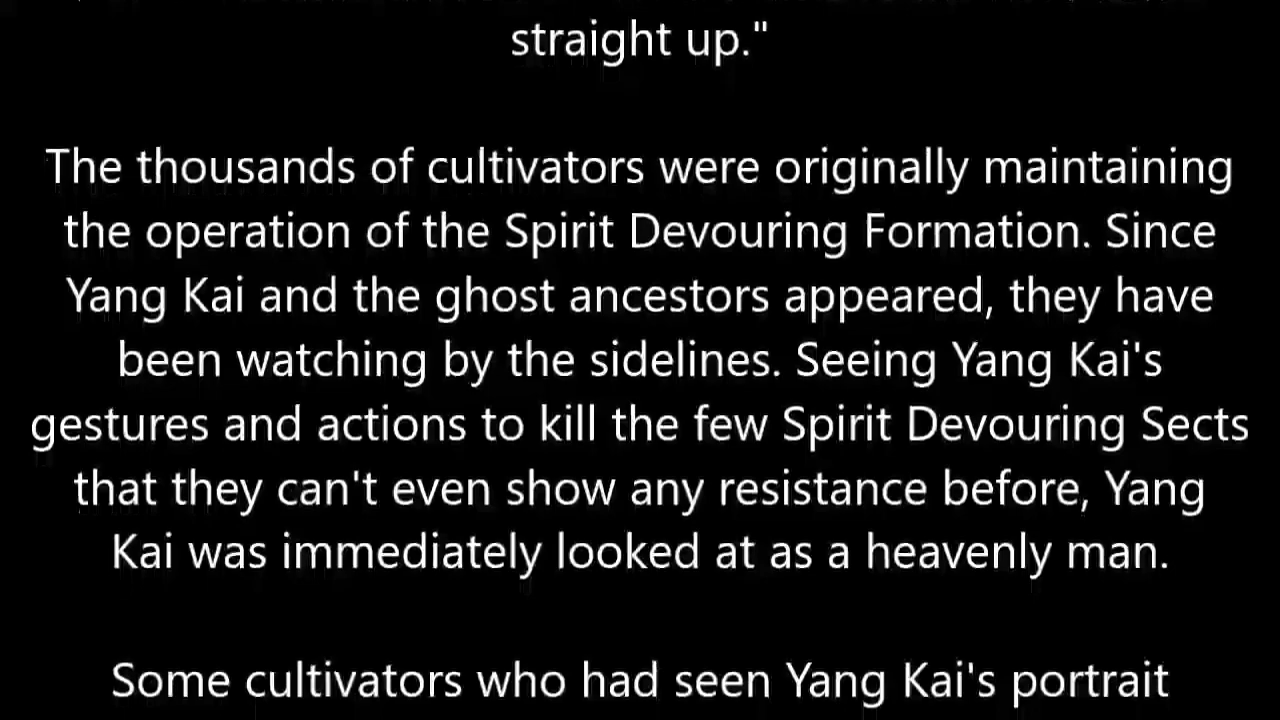 straight up."
The thousands of cultivators were originally maintaining
the operation of the Spirit Devouring Formation. Since
Yang Kai and the ghost ancestors appeared, they have
been watching by the sidelines. Seeing Yang Kai's
gestures and actions to kill the few Spirit Devouring Sects
that they can't even show any resistance before, Yang
Kai was immediately looked at as a heavenly man.
Some cultivators who had seen Yang Kai's portrait